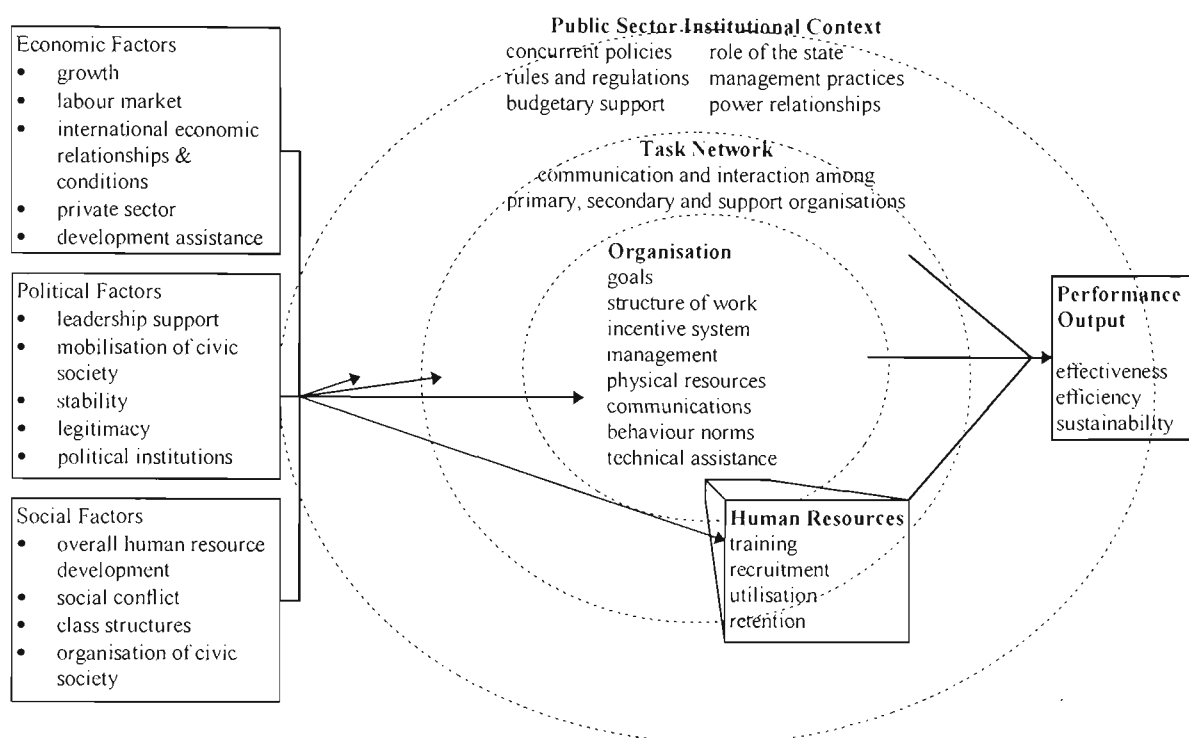 Economic Factors
• growth
• labour market
• international economic
relationships &
conditions
• private sector
• development assistance
Political Factors
• leadership support
• mobilisation of civic
society
• stability
• legitimacy
• political institutions
Social Factors
• overall human resource
development
• social conflict
• class structures
• organisation of civic
society
Public Sector Institutional Context
concurrent policies role of the state
rules and regulations management practices
budgetary support power relationships
Task Network
communication and interaction among
primary, secondary and support organisations
Organisation
goals
structure of work
incentive system
management
physical resources
communications
behaviour norms
technical assistance
Human Resources
training
recruitment
utilisation
retention
Performance
Output
effectiveness
efficiency
sustainability